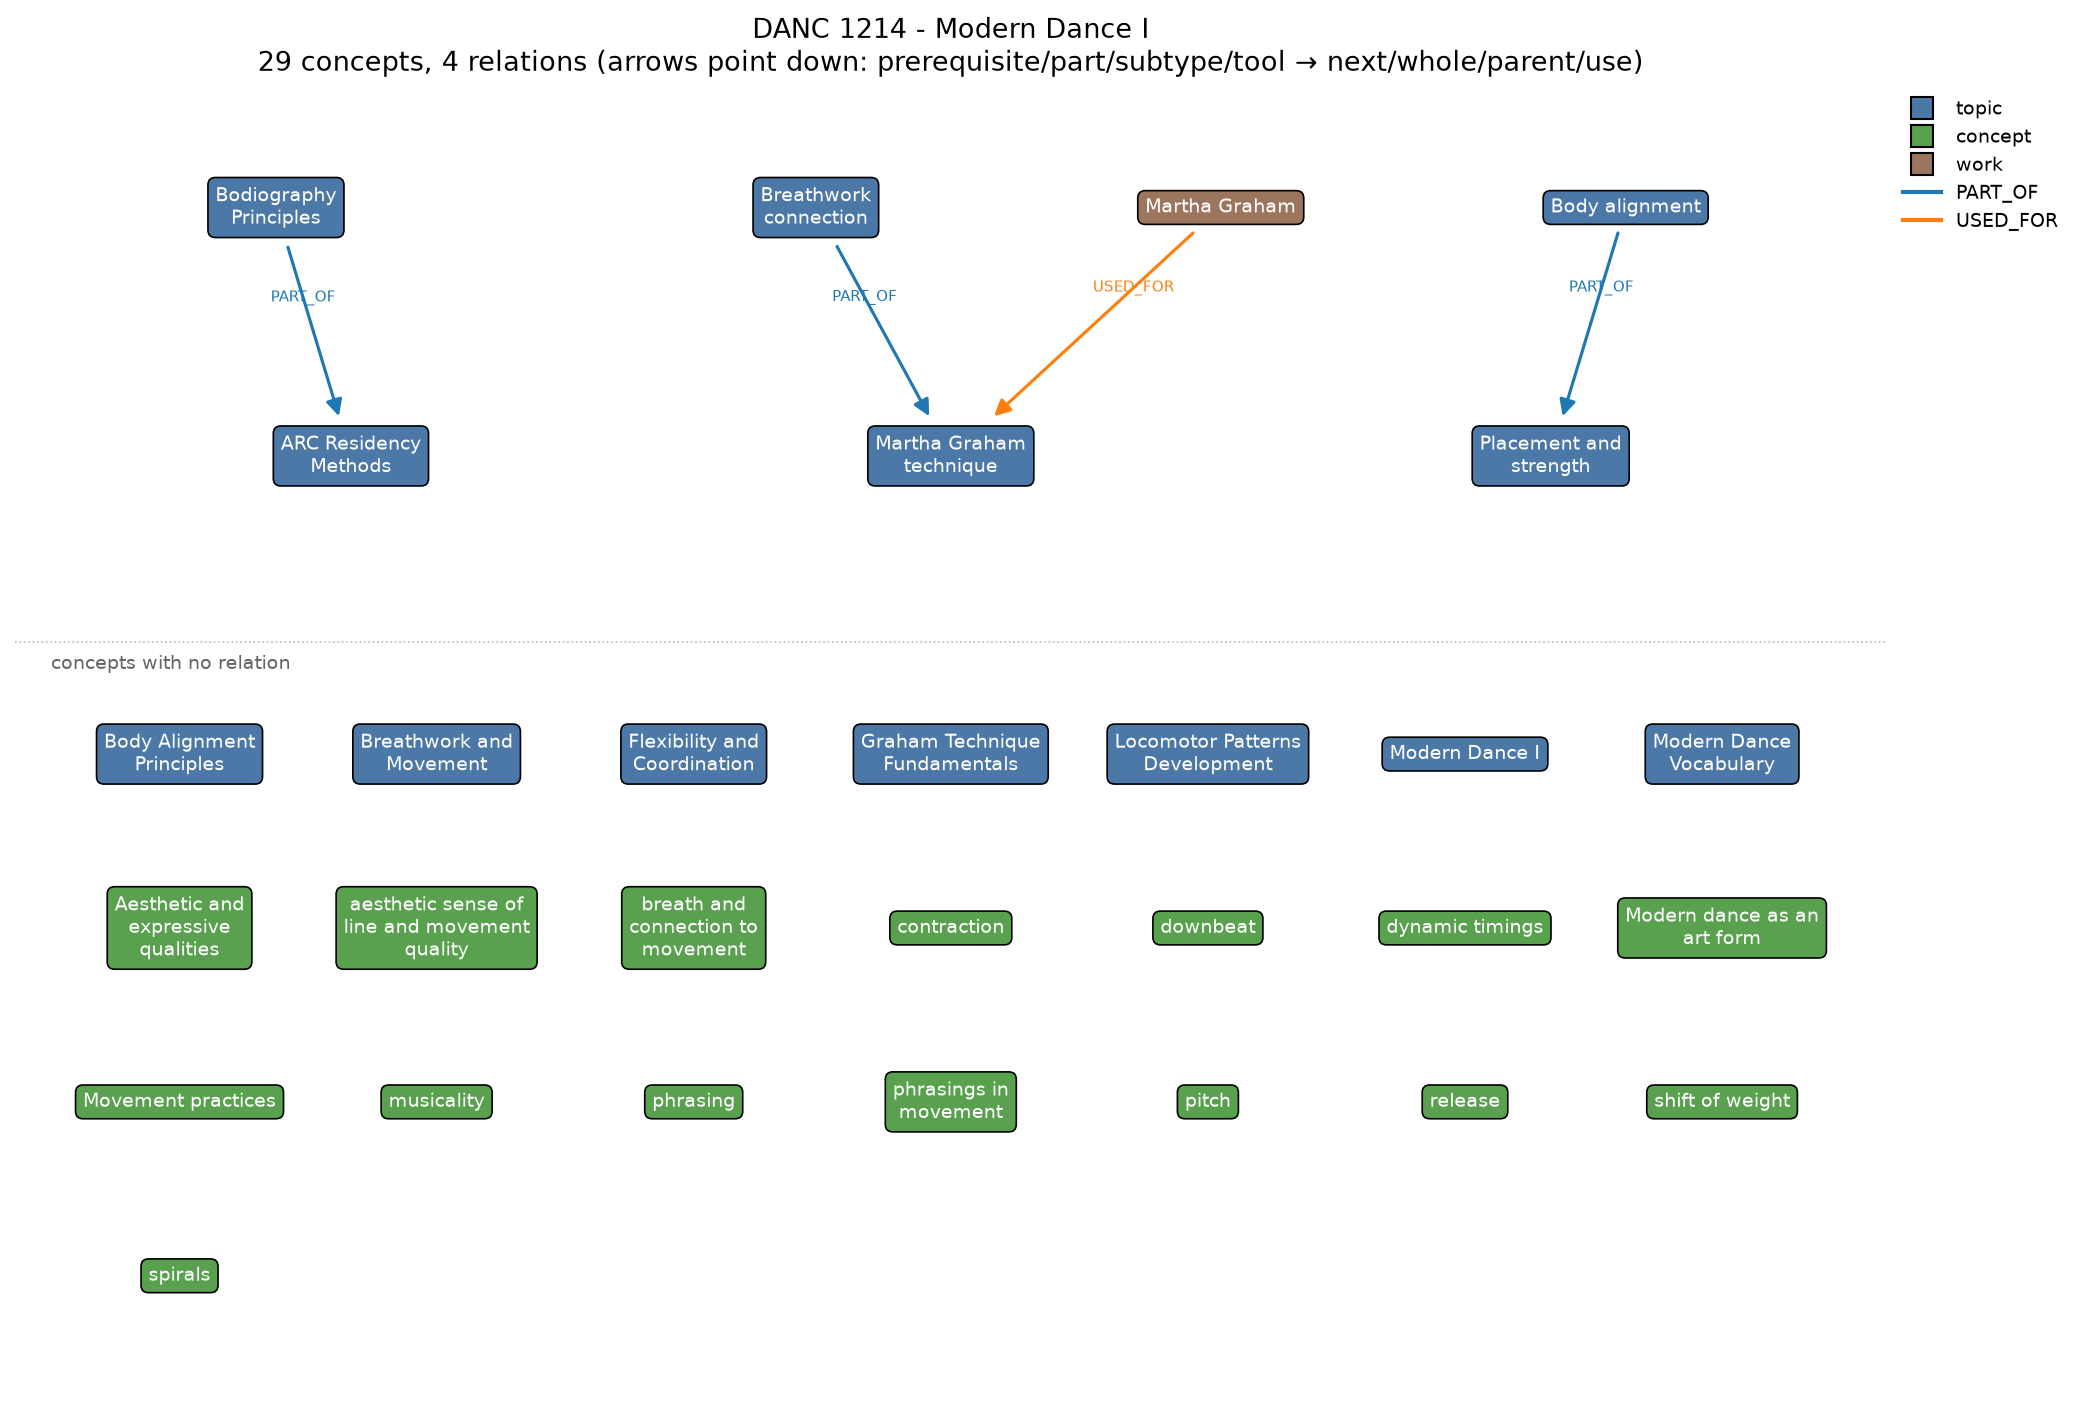 DANC 1214 - Modern Dance I
29 concepts, 4 relations (arrows point down: prerequisite/part/subtype/tool → next/whole/parent/use)
topic
concept
work
PART_OF
USED_FOR
Bodiography
Principles
Breathwork
connection
Martha Graham
Body alignment
PART_OF
PART_OF
USED_FOR
PART_OF
ARC Residency
Methods
Martha Graham
technique
Placement and
strength
concepts with no relation
Body Alignment
Principles
Breathwork and
Movement
Flexibility and
Coordination
Graham Technique
Fundamentals
Locomotor Patterns
Development
Modern Dance I
Modern Dance
Vocabulary
Aesthetic and
expressive
qualities
aesthetic sense of
line and movement
quality
breath and
connection to
movement
contraction
downbeat
dynamic timings
Modern dance as an
art form
Movement practices
musicality
phrasing
phrasings in
movement
pitch
release
shift of weight
spirals